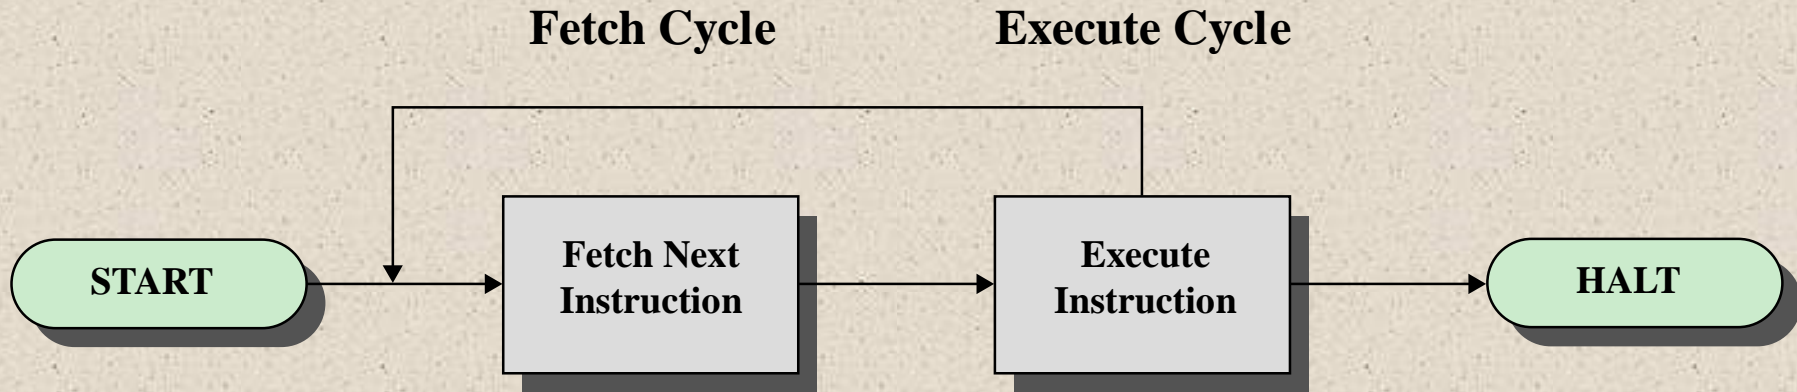 Fetch Cycle
Execute Cycle
START
Fetch Next
Instruction
Execute
Instruction
HALT